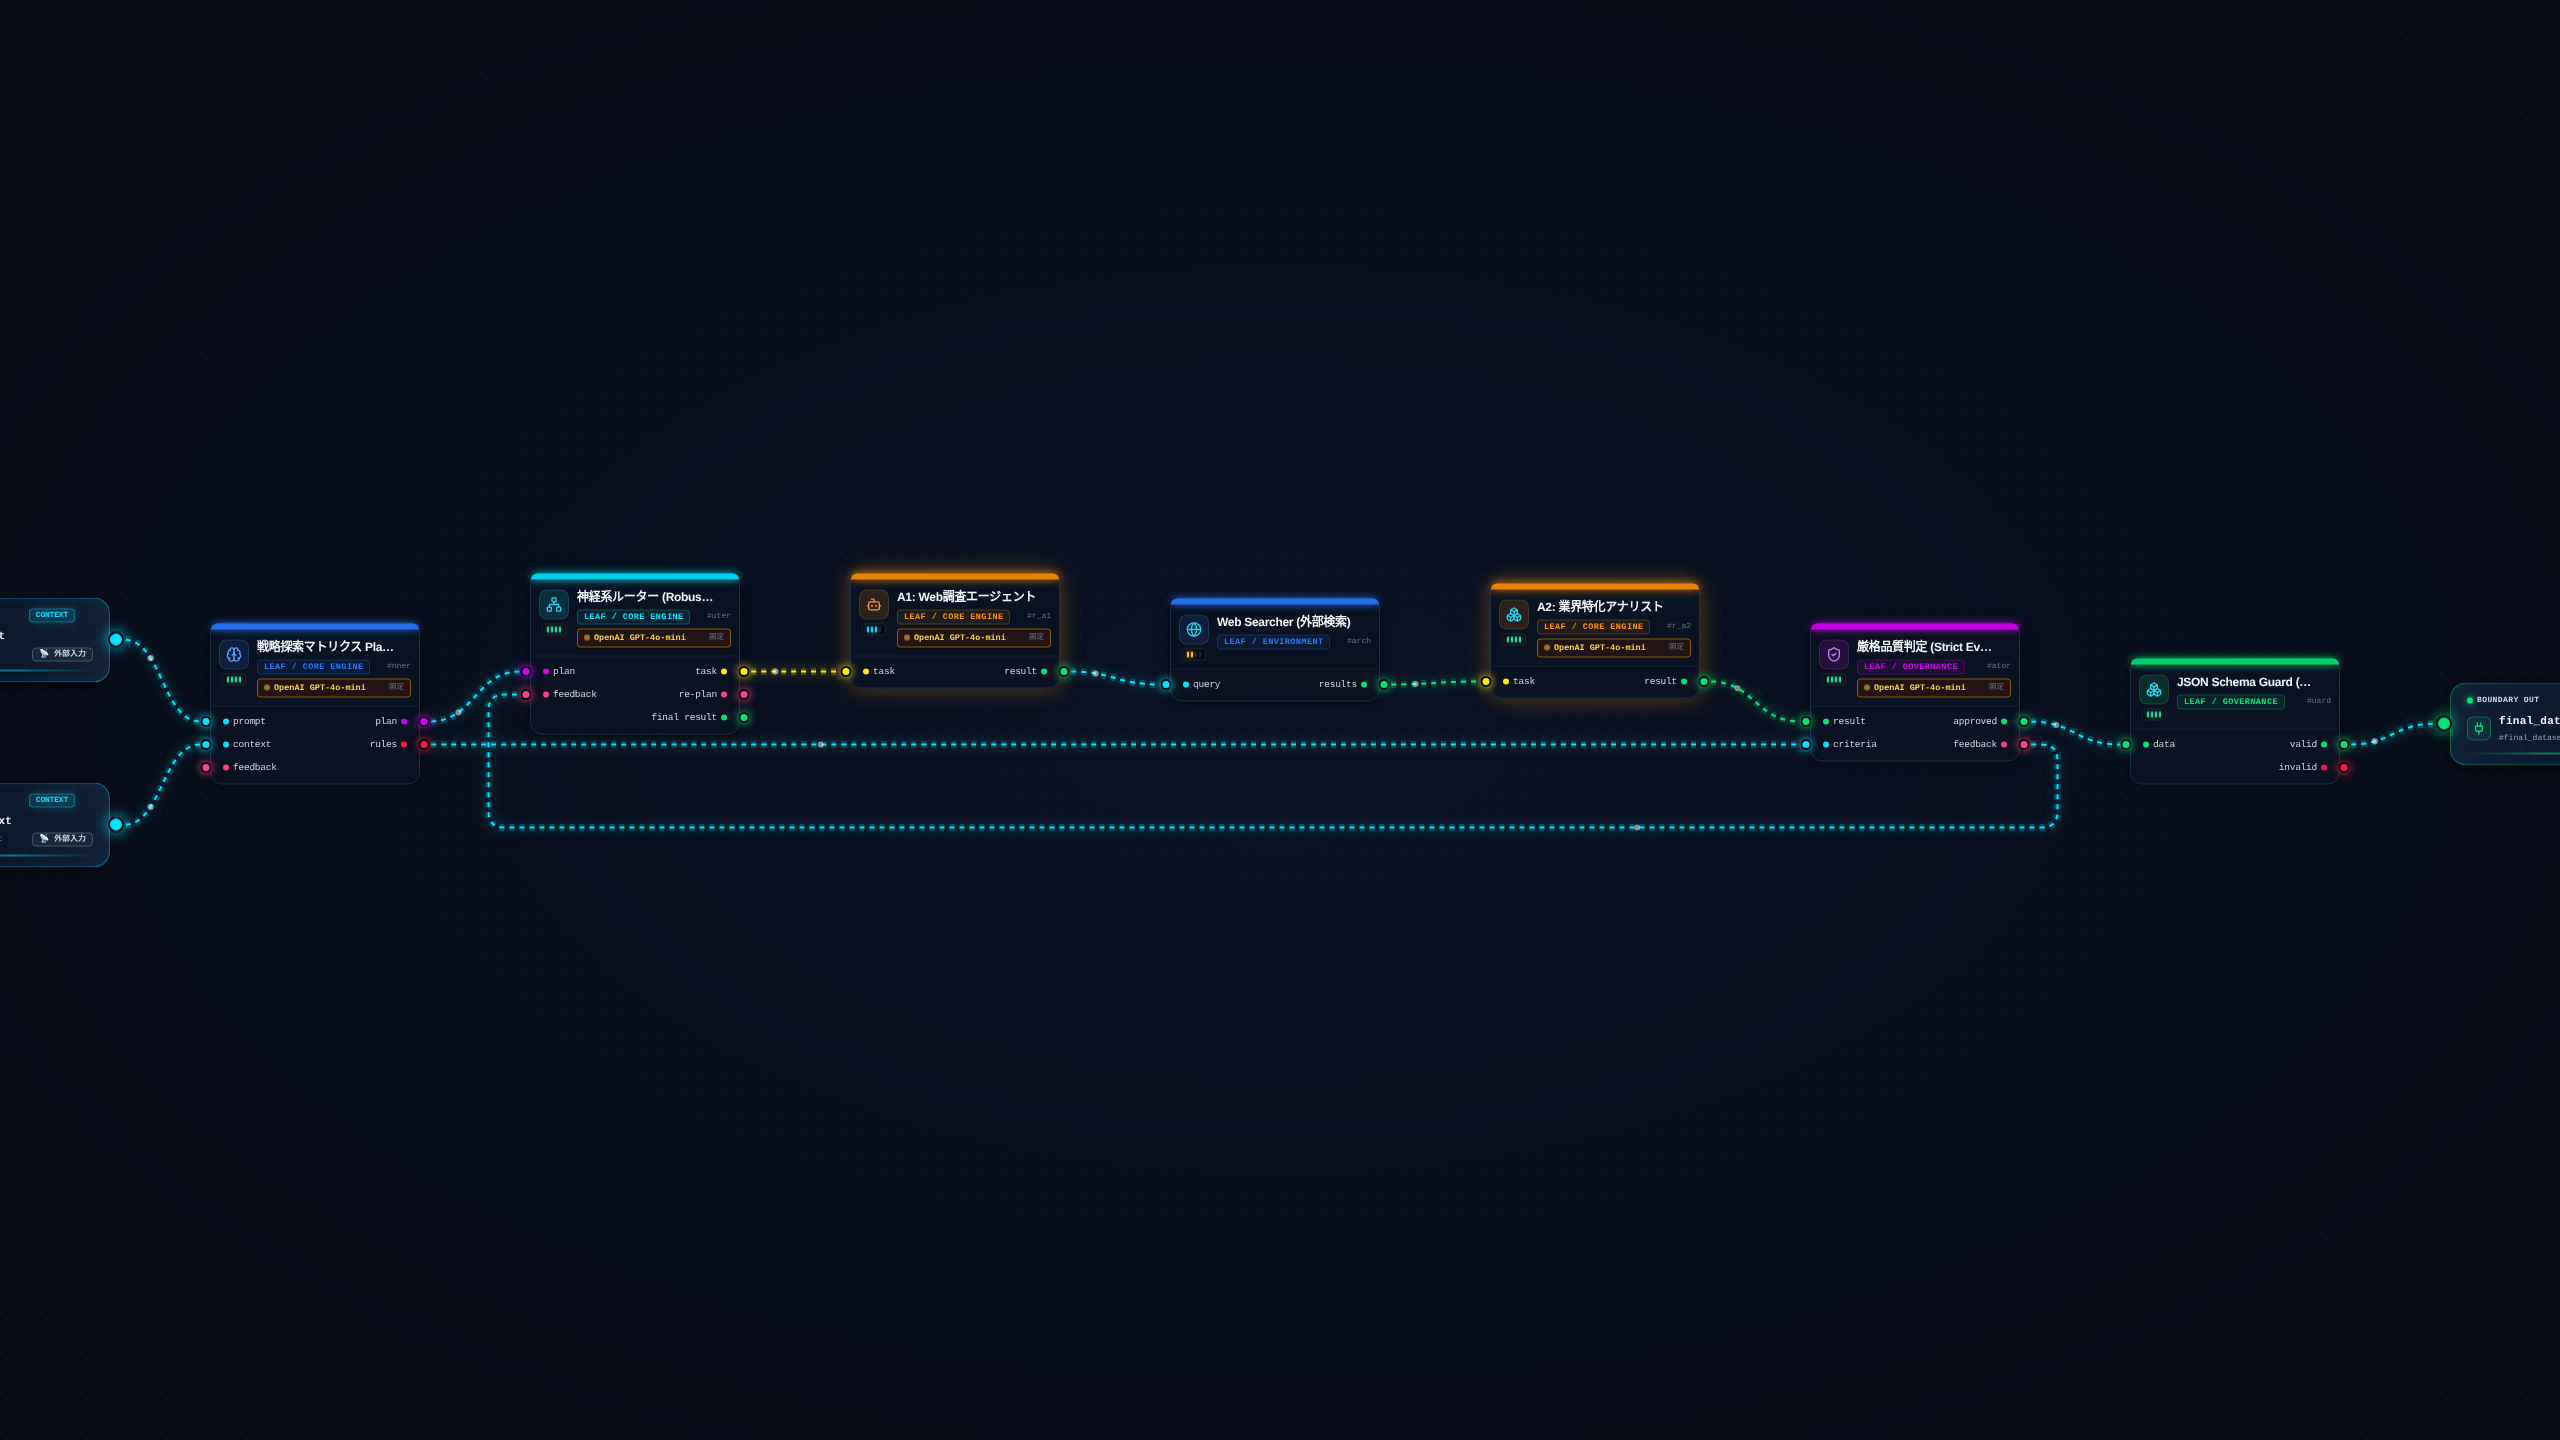 CONTEXT
t
外部入力
CONTEXT
xt
外部入力
戦略探索マトリクス Pla…
LEAF / CORE ENGINE
#nner
OpenAI GPT-4o-mini
固定
prompt
plan
context
rules
feedback
神経系ルーター (Robus…
LEAF / CORE ENGINE
#uter
OpenAI GPT-4o-mini
固定
plan
task
feedback
re-plan
final result
A1: Web調査エージェント
LEAF / CORE ENGINE
#r_a1
OpenAI GPT-4o-mini
固定
task
result
Web Searcher (外部検索)
LEAF / ENVIRONMENT
#arch
query
results
A2: 業界特化アナリスト
LEAF / CORE ENGINE
#r_a2
OpenAI GPT-4o-mini
固定
task
result
厳格品質判定 (Strict Ev…
LEAF / GOVERNANCE
#ator
OpenAI GPT-4o-mini
固定
result
approved
criteria
feedback
JSON Schema Guard (…
LEAF / GOVERNANCE
#uard
data
valid
invalid
BOUNDARY OUT
final_dat
#final_datase